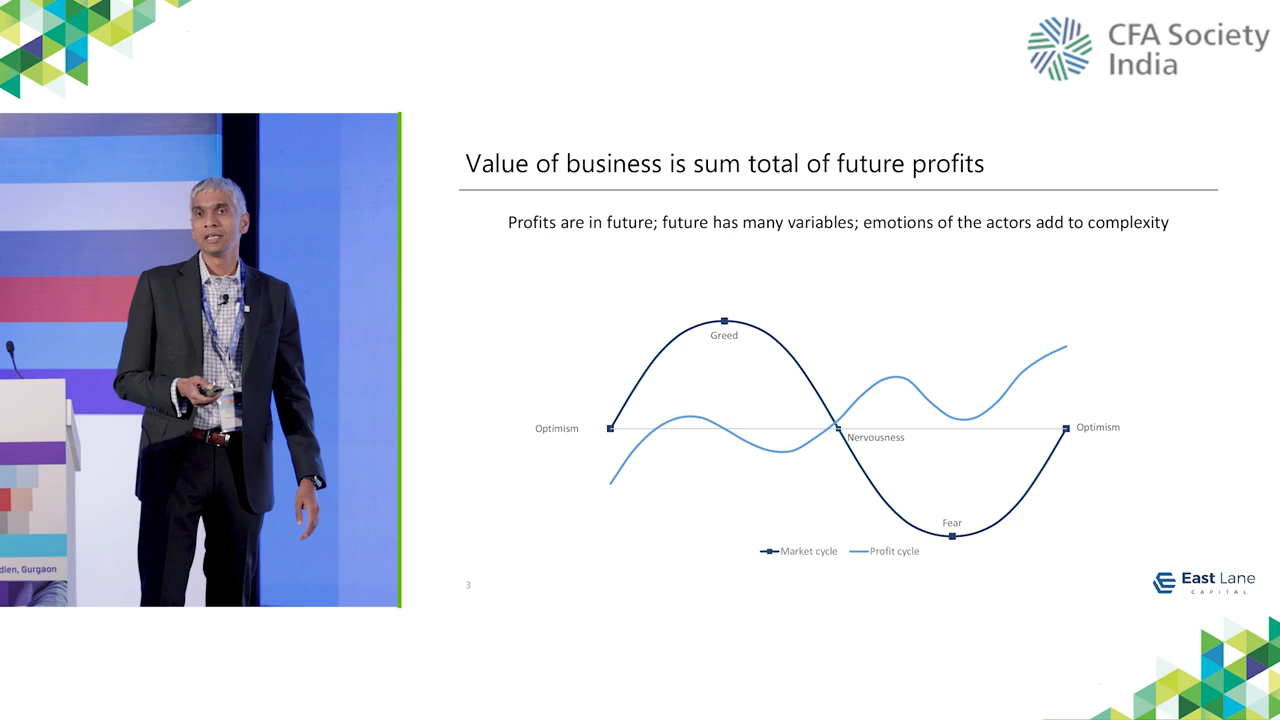 CFA Society
India
Value of business is sum total of future profits
Profits are in future; future has many variables; emotions of the actors add to complexity
Greed
Optimism
Optimism
Nervousness
Fear
Market cycle
Profit cycle
dien, Gurgaon
3
East Lane
CAPITAL